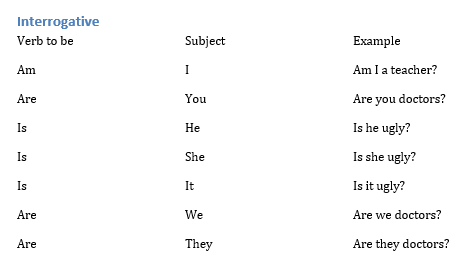 Interrogative
Verb to be Subject Example
Am I Am I a teacher?
Are You Are you doctors?
Is He Is he ugly?
Is She Is she ugly?
Is It Is it ugly?
Are We Are we doctors?
Are They Are they doctors?